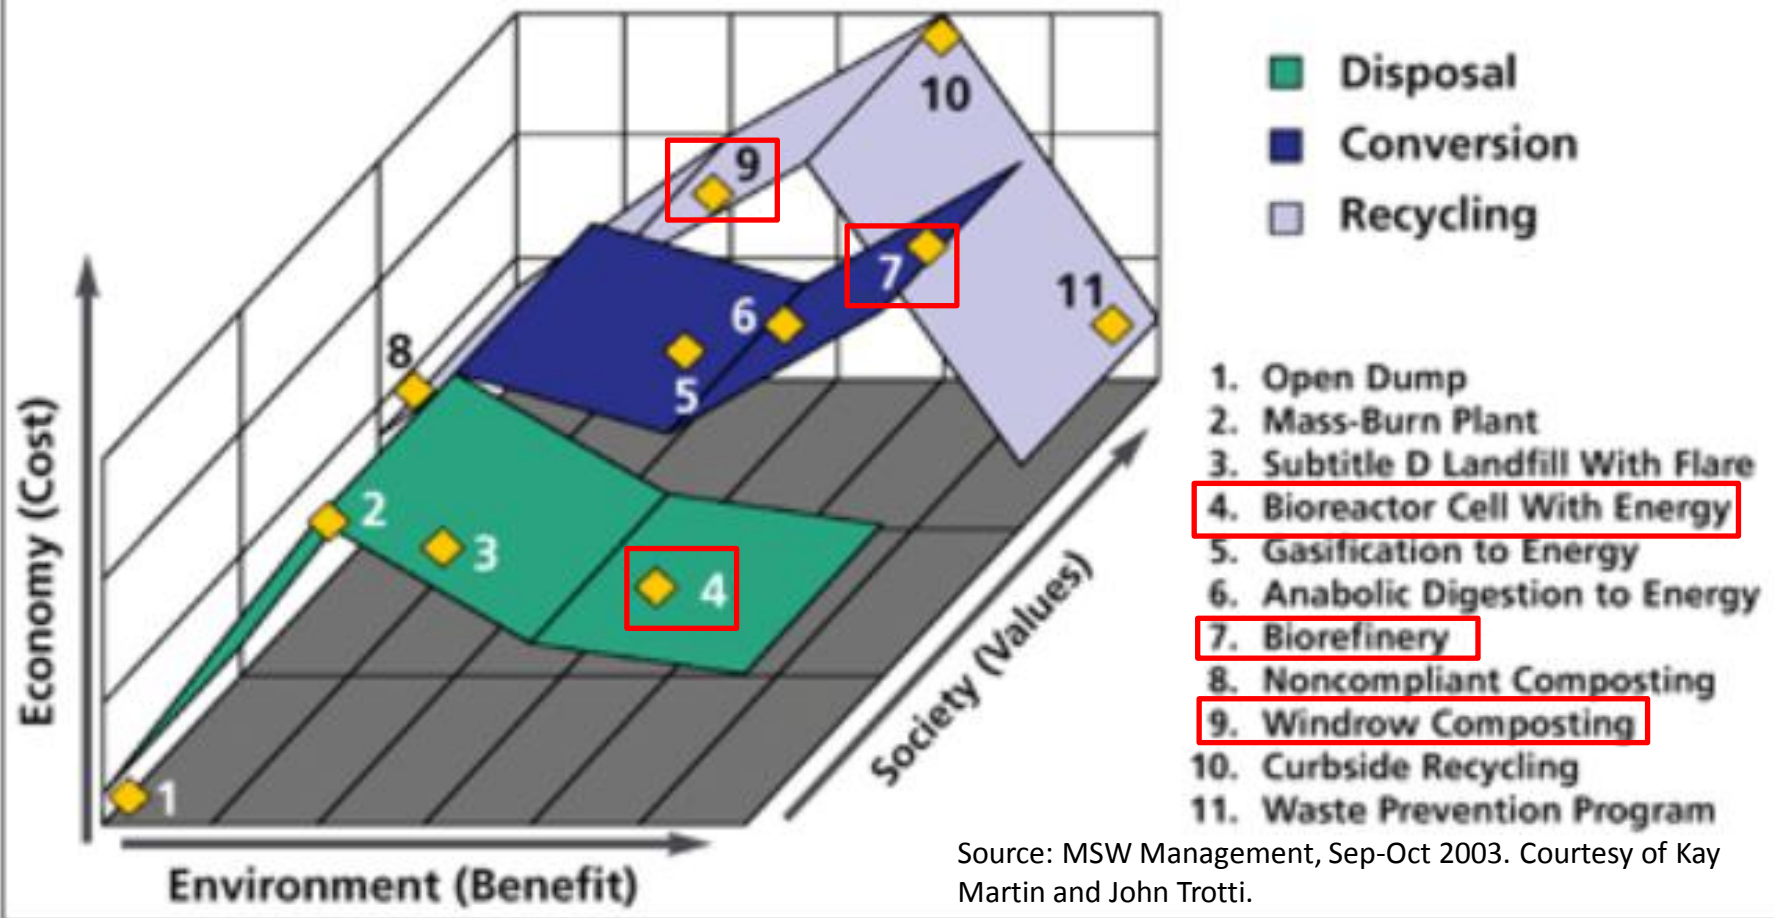 10
9
7
11
6
8
5
2
3
4
1
Economy (Cost)
Environment (Benefit)
Society (Values)
Disposal
Conversion
Recycling
1. Open Dump
2. Mass-Burn Plant
3. Subtitle D Landfill With Flare
4. Bioreactor Cell With Energy
5. Gasification to Energy
6. Anabolic Digestion to Energy
7. Biorefinery
8. Noncompliant Composting
9. Windrow Composting
10. Curbside Recycling
11. Waste Prevention Program
Source: MSW Management, Sep-Oct 2003. Courtesy of Kay
Martin and John Trotti.